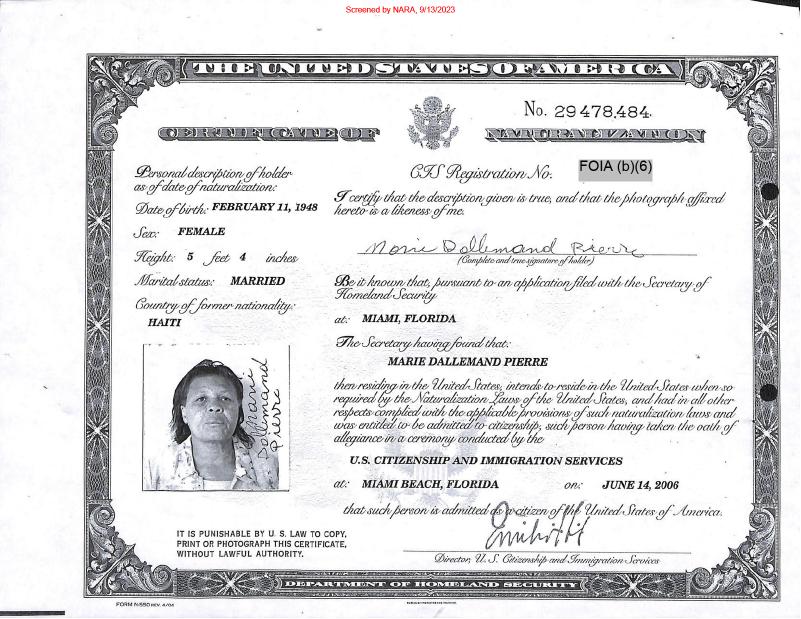 Screened by NARA, 9/13/2023
THE UNITED STATES OF AMERICA
No. 29478484
CERTIFICATE OF NATURALIZATION
Personal description of holder
as of date of naturalization:
Date of birth: FEBRUARY 11, 1948
Sex: FEMALE
Height: 5 feet 4 inches
Marital status: MARRIED
Country of former nationality:
HAITI
CIS Registration No. FOIA (b)(6)
I certify that the description given is true, and that the photograph affixed
hereto is a likeness of me.
Marie Dallemand Pierre
(Complete and true signature of holder)
Be it known that, pursuant to an application filed with the Secretary of
Homeland Security
at: MIAMI, FLORIDA
The Secretary having found that:
MARIE DALLEMAND PIERRE
then residing in the United States, intends to reside in the United States when so
required by the Naturalization Laws of the United States, and had in all other
respects complied with the applicable provisions of such naturalization laws and
was entitled to be admitted to citizenship, such person having taken the oath of
allegiance in a ceremony conducted by the
U.S. CITIZENSHIP AND IMMIGRATION SERVICES
at: MIAMI BEACH, FLORIDA on: JUNE 14, 2006
that such person is admitted as a citizen of the United States of America.
Marie
Dallemand
Pierre
IT IS PUNISHABLE BY U. S. LAW TO COPY,
PRINT OR PHOTOGRAPH THIS CERTIFICATE,
WITHOUT LAWFUL AUTHORITY.
Director, U. S. Citizenship and Immigration Services
DEPARTMENT OF HOMELAND SECURITY
FORM N-550 REV. 4/04